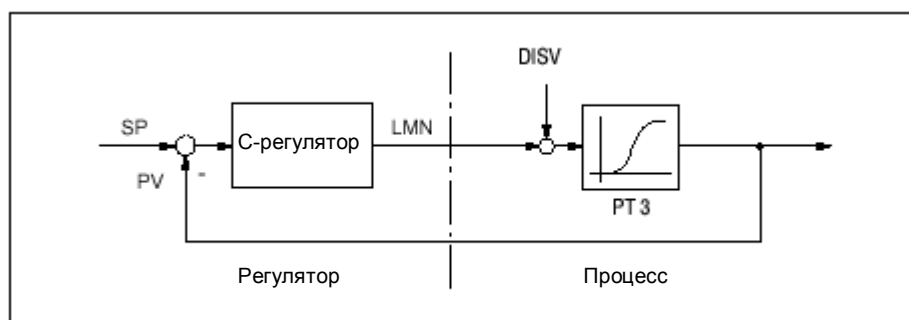 DISV
SP
С-регулятор
LMN
PV
-
PT 3
Регулятор
Процесс